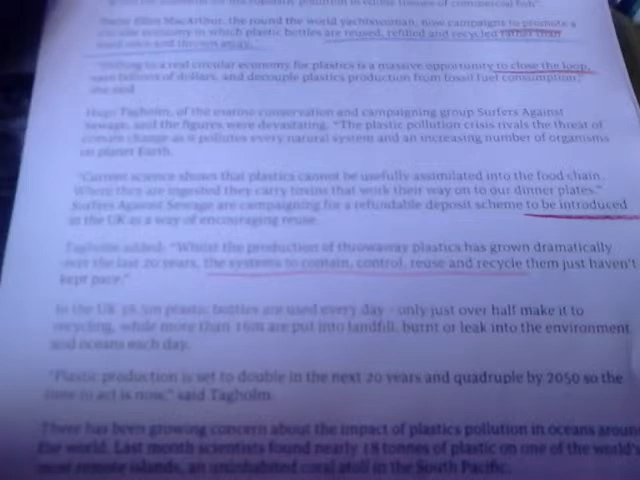 Dame Ellen MacArthur, the round the world yachtswoman, now campaigns to promote a
circular economy in which plastic bottles are reused, refilled and recycled rather than
used once and thrown away.
"Shifting to a real circular economy for plastics is a massive opportunity to close the loop,
save billions of dollars, and decouple plastics production from fossil fuel consumption,"
she said.
Hugo Tagholm, of the marine conservation and campaigning group Surfers Against
Sewage, said the figures were devastating. "The plastic pollution crisis rivals the threat of
climate change as it pollutes every natural system and an increasing number of organisms
on planet Earth.
"Current science shows that plastics cannot be usefully assimilated into the food chain.
Where they are ingested they carry toxins that work their way on to our dinner plates."
Surfers Against Sewage are campaigning for a refundable deposit scheme to be introduced
in the UK as a way of encouraging reuse.
Tagholm added: "Whilst the production of throwaway plastics has grown dramatically
over the last 20 years, the systems to contain, control, reuse and recycle them just haven't
kept pace."
In the UK 38.5m plastic bottles are used every day – only just over half make it to
recycling, while more than 16m are put into landfill, burnt or leak into the environment
and oceans each day.
"Plastic production is set to double in the next 20 years and quadruple by 2050 so the
time to act is now," said Tagholm.
There has been growing concern about the impact of plastics pollution in oceans around
the world. Last month scientists found nearly 18 tonnes of plastic on one of the world's
most remote islands, an uninhabited coral atoll in the South Pacific.